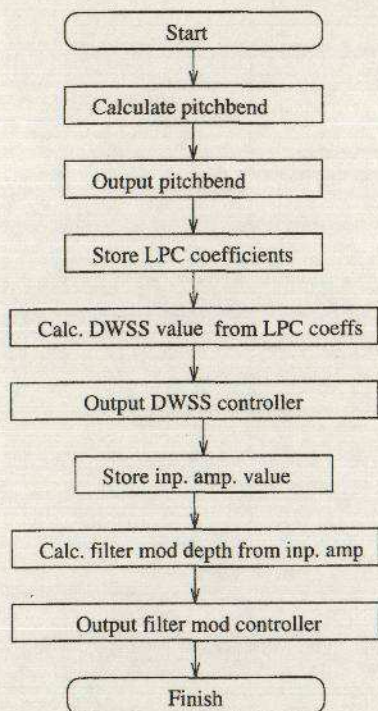 Start
Calculate pitchbend
Output pitchbend
Store LPC coefficients
Calc. DWSS value from LPC coeffs
Output DWSS controller
Store inp. amp. value
Calc. filter mod depth from inp. amp
Output filter mod controller
Finish